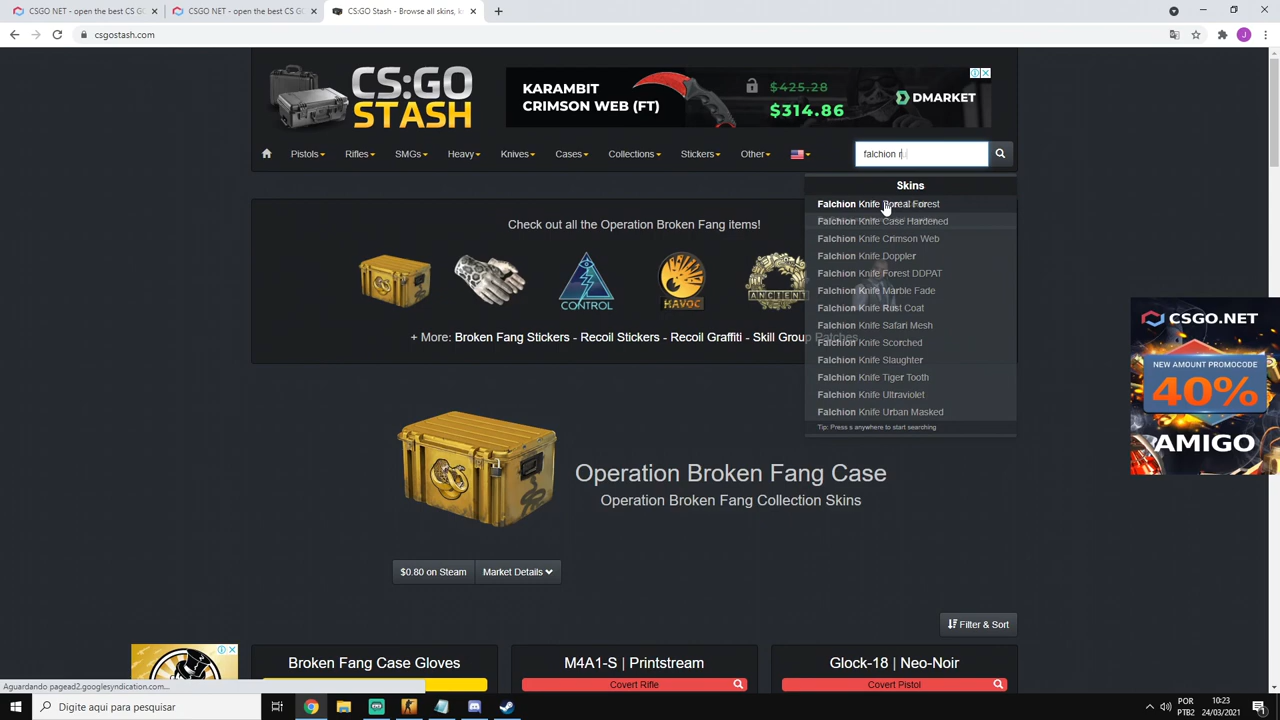 CSGO NET - open the best CS GO
CSGO NET - open the best CS GO
CS:GO Stash - Browse all skins, k
csgostash.com
J
CS:GO
STASH
KARAMBIT
CRIMSON WEB (FT)
$425.28
$314.86
DMARKET
Pistols
Rifles
SMGs
Heavy
Knives
Cases
Collections
Stickers
Other
falchion r
Skins
Falchion Knife Boreal Forest
Falchion Knife Case Hardened
Falchion Knife Crimson Web
Falchion Knife Doppler
Falchion Knife Forest DDPAT
Falchion Knife Marble Fade
Falchion Knife Rust Coat
Falchion Knife Safari Mesh
Falchion Knife Scorched
Falchion Knife Slaughter
Falchion Knife Tiger Tooth
Falchion Knife Ultraviolet
Falchion Knife Urban Masked
Tip: Press s anywhere to start searching
Check out all the Operation Broken Fang items!
CONTROL
HAVOC
ANCIENT
+ More: Broken Fang Stickers - Recoil Stickers - Recoil Graffiti - Skill Group Patches
CSGO.NET
NEW AMOUNT PROMOCODE
40%
AMIGO
Operation Broken Fang Case
Operation Broken Fang Collection Skins
$0.80 on Steam
Market Details
Filter & Sort
Broken Fang Case Gloves
M4A1-S | Printstream
Covert Rifle
Glock-18 | Neo-Noir
Covert Pistol
Aguardando pagead2.googlesyndication.com...
Digite aqui para pesquisar
POR
PTB2
10:23
24/03/2021
1